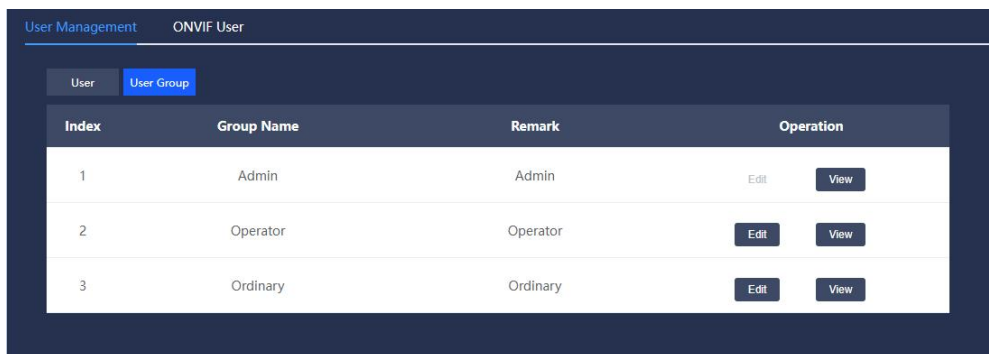 User Management ONVIF User
User User Group
Index Group Name Remark Operation
1 Admin Admin Edit View
2 Operator Operator Edit View
3 Ordinary Ordinary Edit View